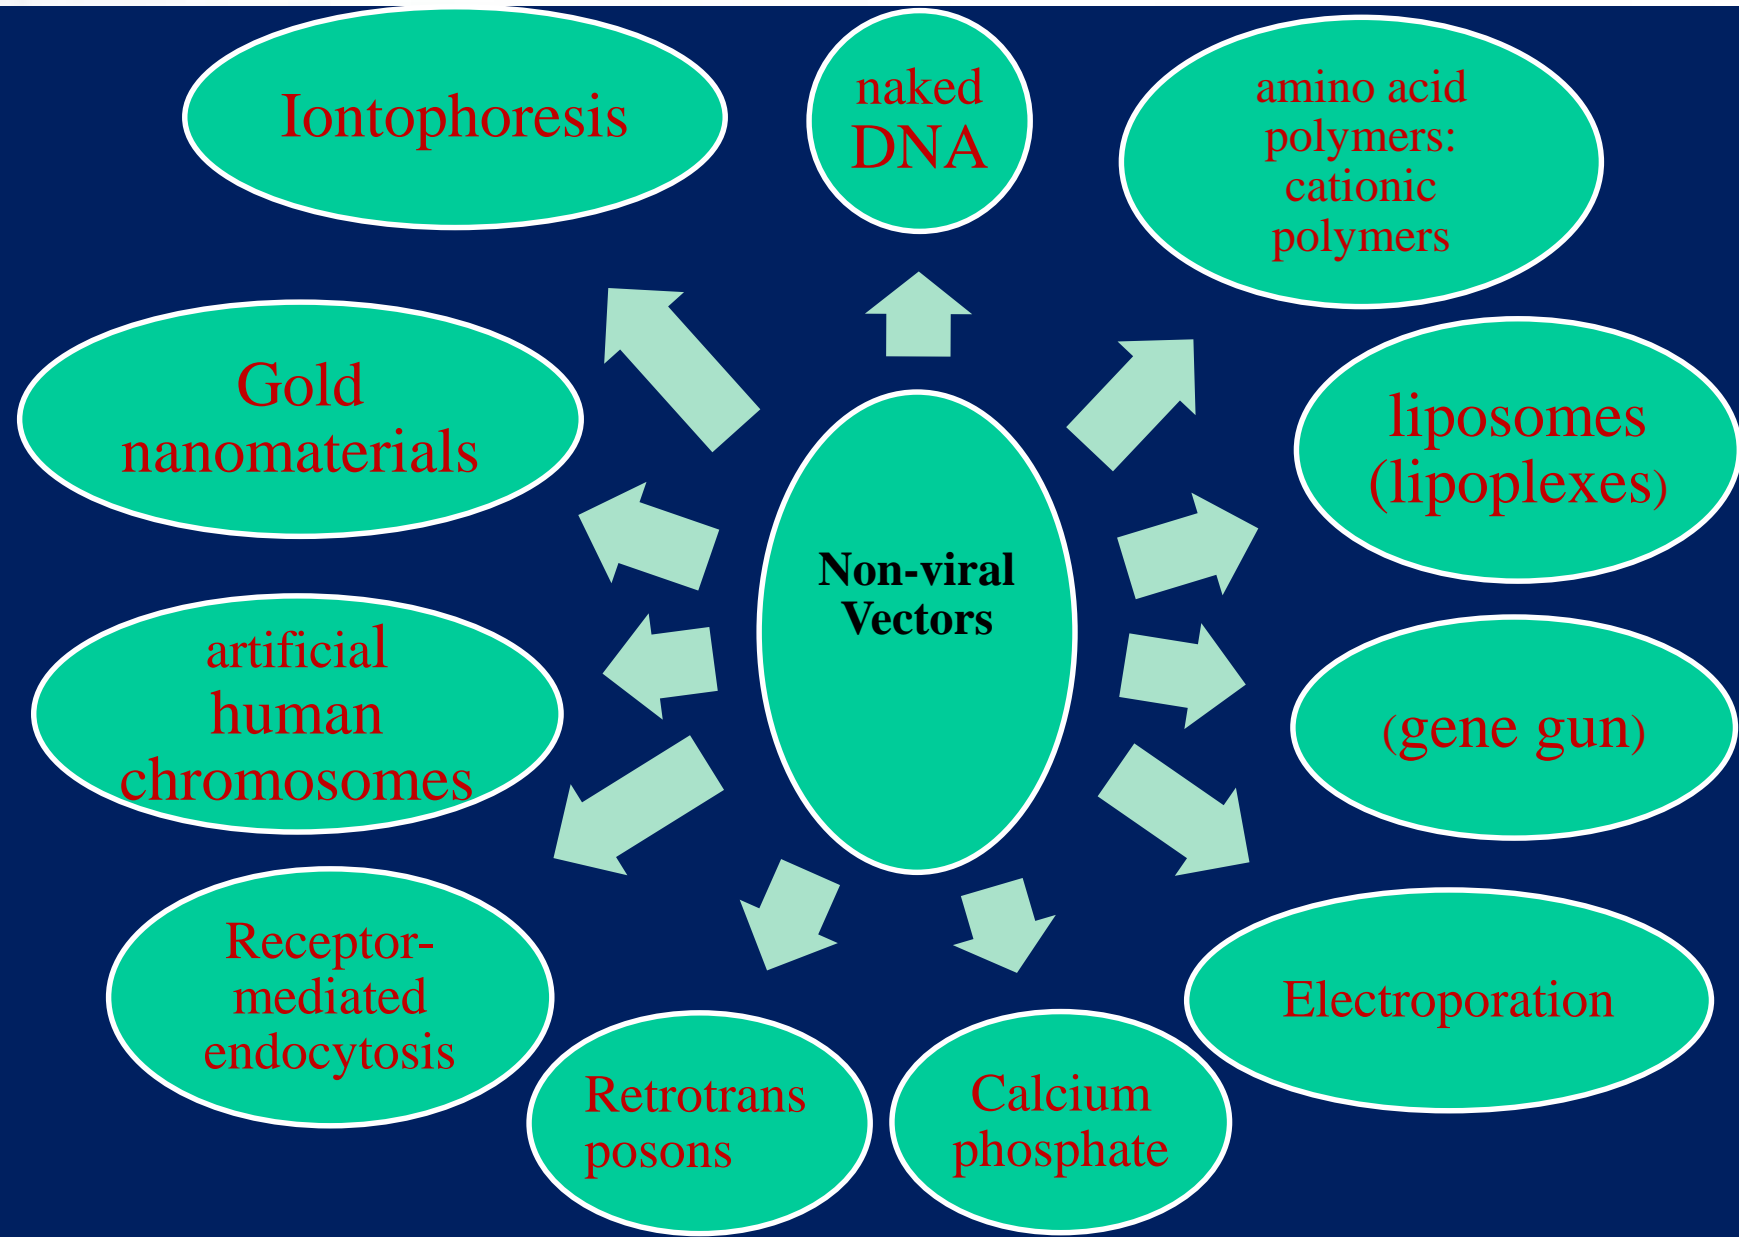 Iontophoresis
naked
DNA
amino acid
polymers:
cationic
polymers
Gold
nanomaterials
liposomes
(lipoplexes)
Non-viral
Vectors
artificial
human
chromosomes
(gene gun)
Receptor-
mediated
endocytosis
Electroporation
Retrotrans
posons
Calcium
phosphate